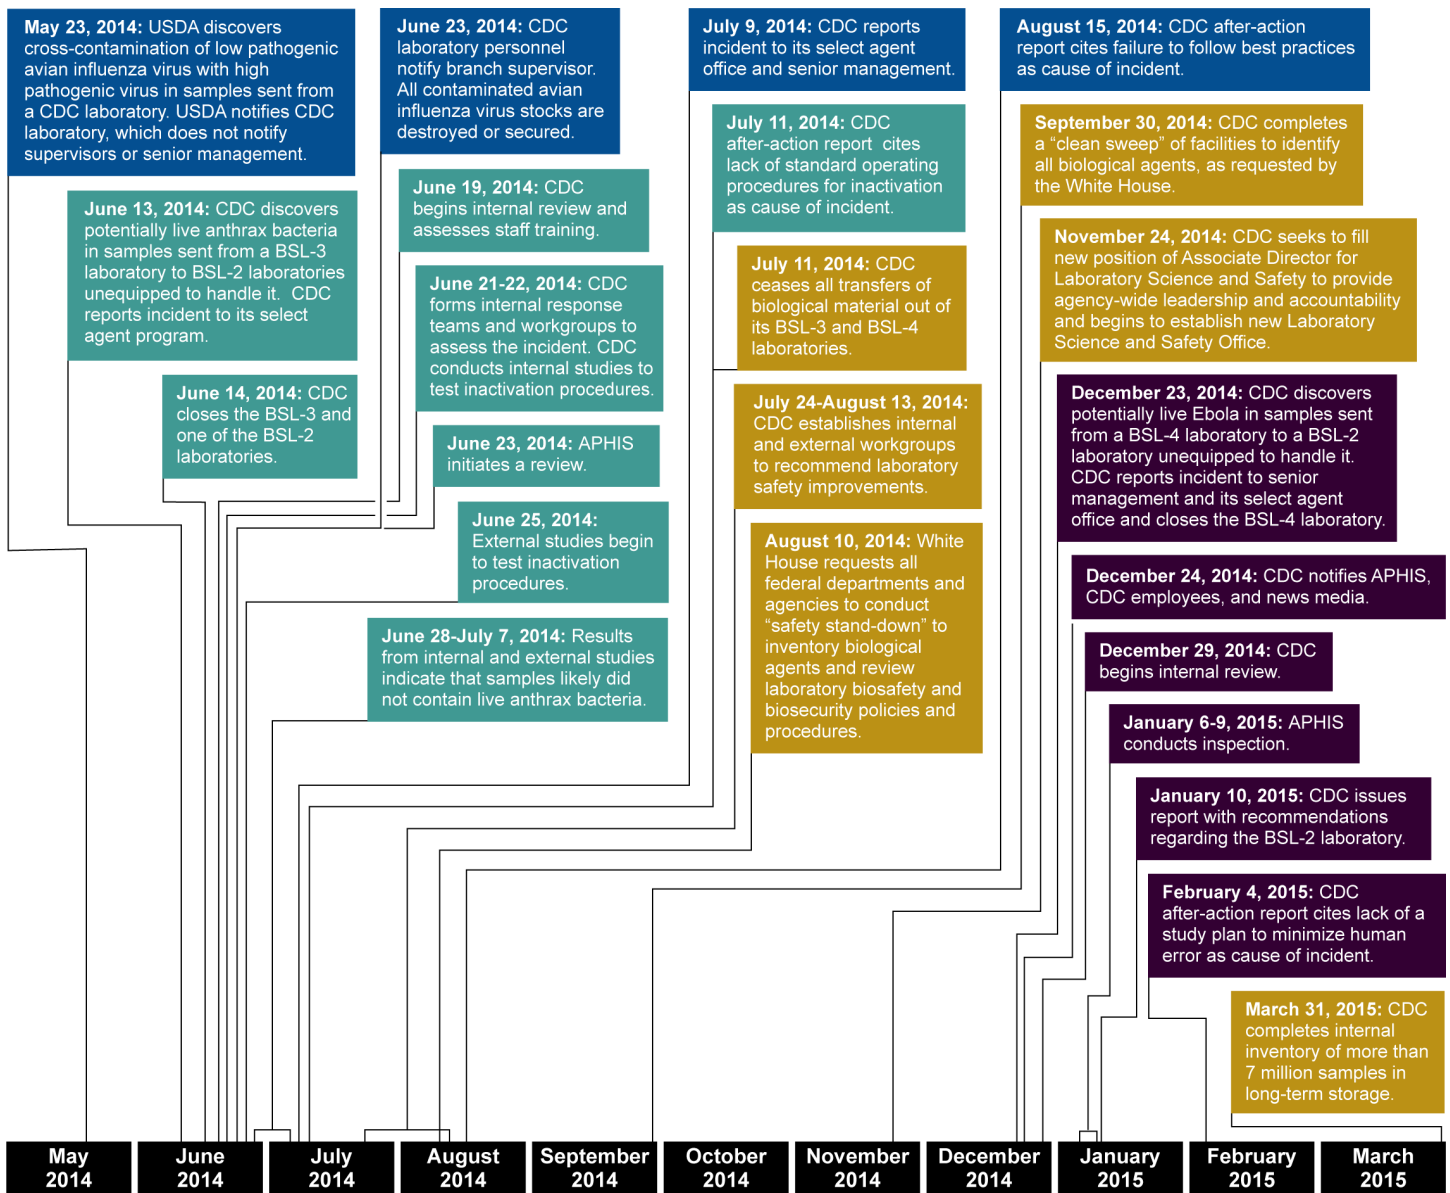 May 23, 2014: USDA discovers
cross-contamination of low pathogenic
avian influenza virus with high
pathogenic virus in samples sent from
a CDC laboratory. USDA notifies CDC
laboratory, which does not notify
supervisors or senior management.
June 13, 2014: CDC discovers
potentially live anthrax bacteria
in samples sent from a BSL-3
laboratory to BSL-2 laboratories
unequipped to handle it. CDC
reports incident to its select
agent program.
June 14, 2014: CDC
closes the BSL-3 and
one of the BSL-2
laboratories.
June 23, 2014: CDC
laboratory personnel
notify branch supervisor.
All contaminated avian
influenza virus stocks are
destroyed or secured.
June 19, 2014: CDC
begins internal review and
assesses staff training.
June 21-22, 2014: CDC
forms internal response
teams and workgroups to
assess the incident. CDC
conducts internal studies to
test inactivation procedures.
June 23, 2014: APHIS
initiates a review.
June 25, 2014:
External studies begin
to test inactivation
procedures.
June 28-July 7, 2014: Results
from internal and external studies
indicate that samples likely did
not contain live anthrax bacteria.
July 9, 2014: CDC reports
incident to its select agent
office and senior management.
July 11, 2014: CDC
after-action report cites
lack of standard operating
procedures for inactivation
as cause of incident.
July 11, 2014: CDC
ceases all transfers of
biological material out of
its BSL-3 and BSL-4
laboratories.
July 24-August 13, 2014:
CDC establishes internal
and external workgroups
to recommend laboratory
safety improvements.
August 10, 2014: White
House requests all
federal departments and
agencies to conduct
“safety stand-down” to
inventory biological
agents and review
laboratory biosafety and
biosecurity policies and
procedures.
August 15, 2014: CDC after-action
report cites failure to follow best practices
as cause of incident.
September 30, 2014: CDC completes
a “clean sweep” of facilities to identify
all biological agents, as requested by
the White House.
November 24, 2014: CDC seeks to fill
new position of Associate Director for
Laboratory Science and Safety to provide
agency-wide leadership and accountability
and begins to establish new Laboratory
Science and Safety Office.
December 23, 2014: CDC discovers
potentially live Ebola in samples sent
from a BSL-4 laboratory to a BSL-2
laboratory unequipped to handle it.
CDC reports incident to senior
management and its select agent
office and closes the BSL-4 laboratory.
December 24, 2014: CDC notifies APHIS,
CDC employees, and news media.
December 29, 2014: CDC
begins internal review.
January 6-9, 2015: APHIS
conducts inspection.
January 10, 2015: CDC issues
report with recommendations
regarding the BSL-2 laboratory.
February 4, 2015: CDC
after-action report cites lack of a
study plan to minimize human
error as cause of incident.
March 31, 2015: CDC
completes internal
inventory of more than
7 million samples in
long-term storage.
May
2014
June
2014
July
2014
August
2014
September
2014
October
2014
November
2014
December
2014
January
2015
February
2015
March
2015